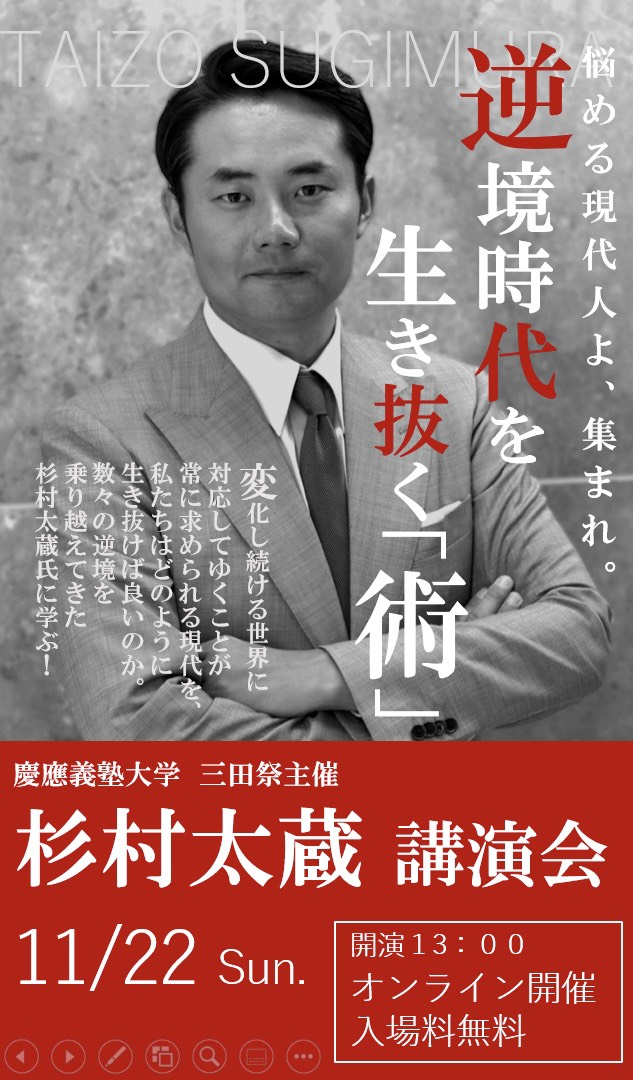 TAIZO SUGIMURA
悩める現代人よ、集まれ。
逆境時代を
生き抜く「術」
変化し続ける世界に
対応してゆくことが
常に求められる現代を、
私たちはどのように
生き抜けば良いのか。
数々の逆境を
乗り越えてきた
杉村太蔵氏に学ぶ！
慶應義塾大学 三田祭主催
杉村太蔵 講演会
11/22 Sun.
開演１３：００
オンライン開催
入場料無料